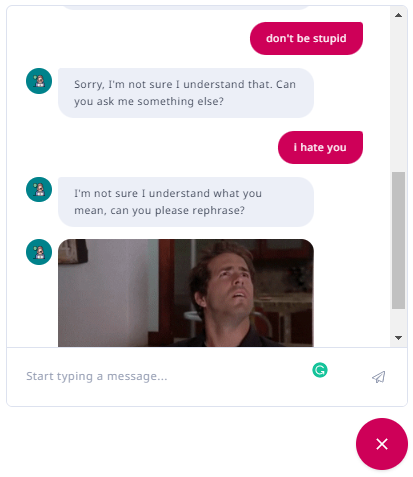 don't be stupid
Sorry, I'm not sure I understand that. Can
you ask me something else?
i hate you
I'm not sure I understand what you
mean, can you please rephrase?
Start typing a message...